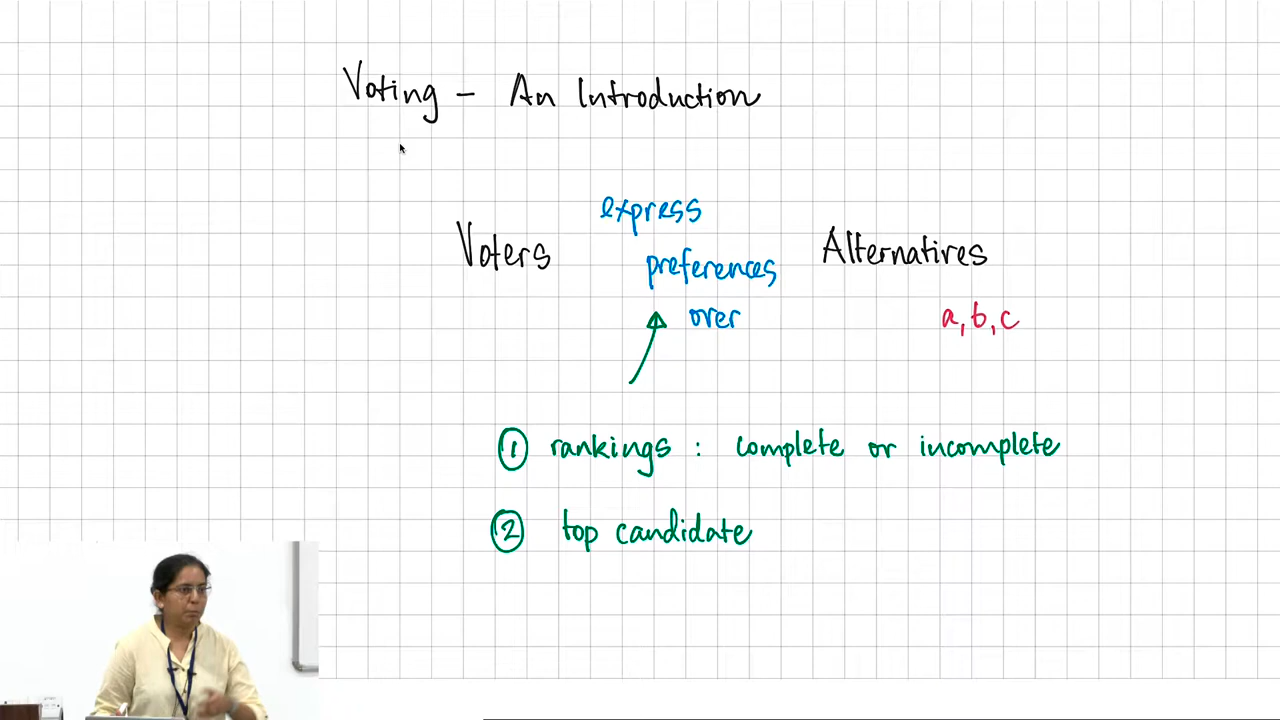 Voting - An Introduction
Voters express preferences over Alternatives
a, b, c
① rankings : complete or incomplete
② top candidate